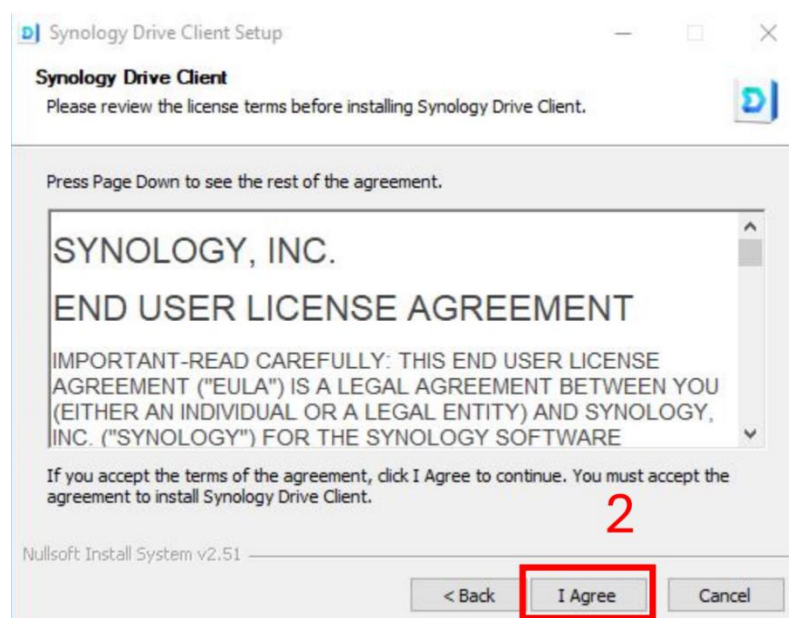 Synology Drive Client Setup
Synology Drive Client
Please review the license terms before installing Synology Drive Client.
Press Page Down to see the rest of the agreement.
SYNOLOGY, INC.
END USER LICENSE AGREEMENT
IMPORTANT-READ CAREFULLY: THIS END USER LICENSE
AGREEMENT ("EULA") IS A LEGAL AGREEMENT BETWEEN YOU
(EITHER AN INDIVIDUAL OR A LEGAL ENTITY) AND SYNOLOGY,
INC. ("SYNOLOGY") FOR THE SYNOLOGY SOFTWARE
If you accept the terms of the agreement, click I Agree to continue. You must accept the
agreement to install Synology Drive Client.
2
Nullsoft Install System v2.51
< Back I Agree Cancel